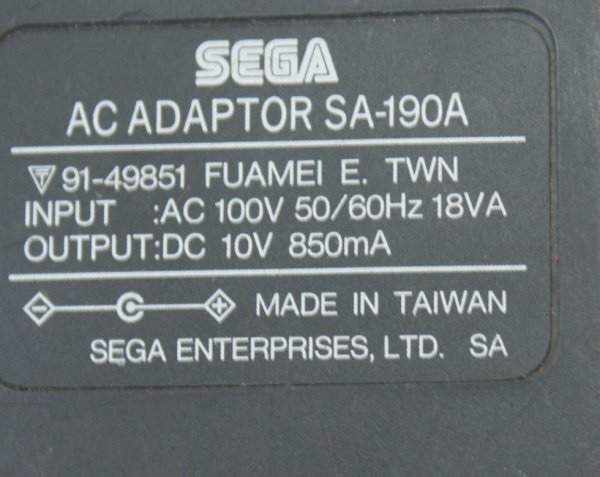 SEGA
AC ADAPTOR SA-190A
91-49851 FUAMEI E. TWN
INPUT :AC 100V 50/60Hz 18VA
OUTPUT:DC 10V 850mA
MADE IN TAIWAN
SEGA ENTERPRISES, LTD. SA